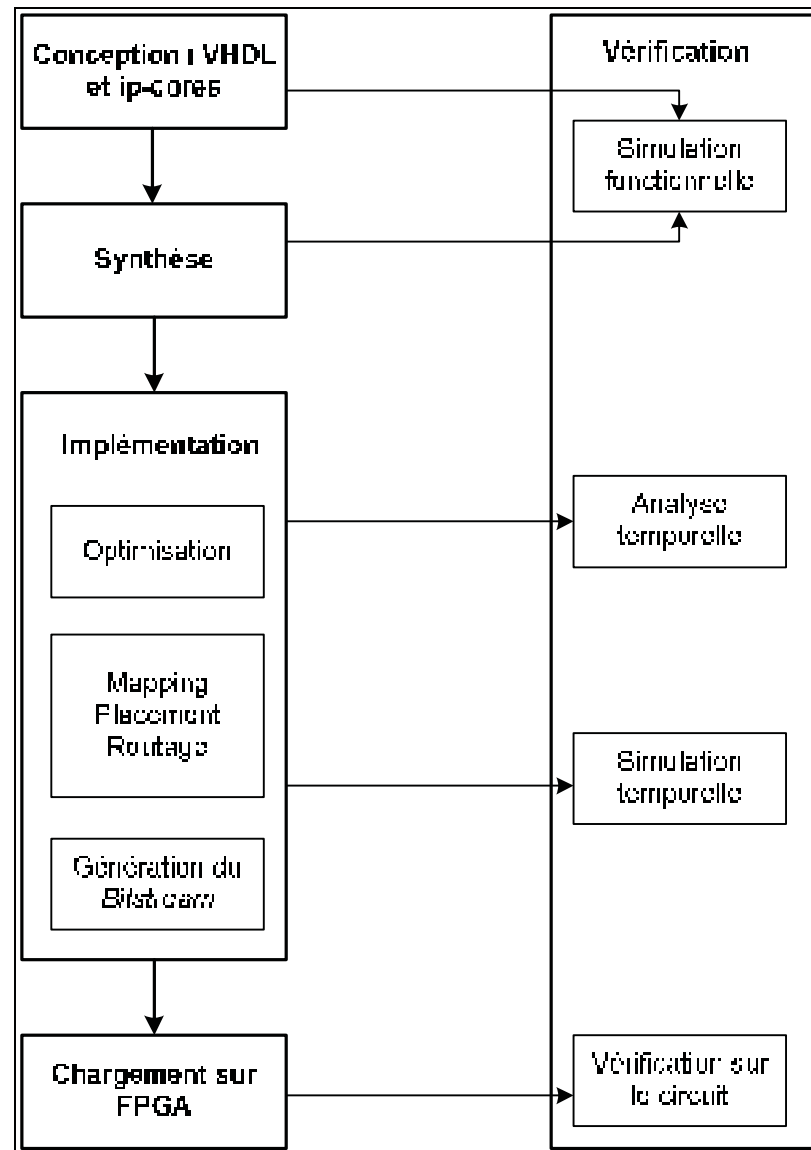 Conception : VHDL
et ip-cores
Synthèse
Implémentation
Optimisation
Mapping
Placement
Routage
Génération du
Bitstream
Chargement sur
FPGA
Vérification
Simulation
functionnelle
Analyse
temporelle
Simulation
temporelle
Vérification sur
le circuit